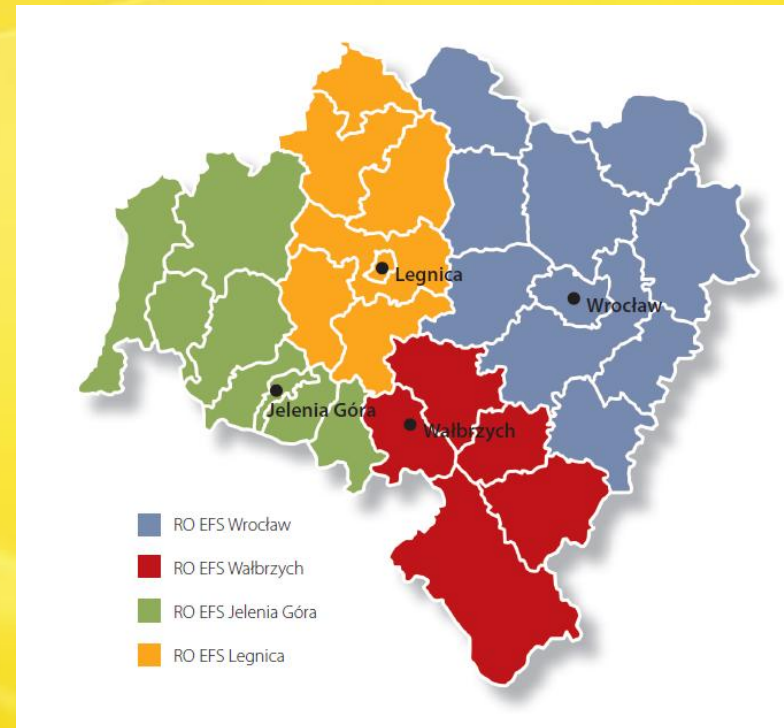 Legnica
Wrocław
Jelenia Góra
Wałbrzych
RO EFS Wrocław
RO EFS Wałbrzych
RO EFS Jelenia Góra
RO EFS Legnica